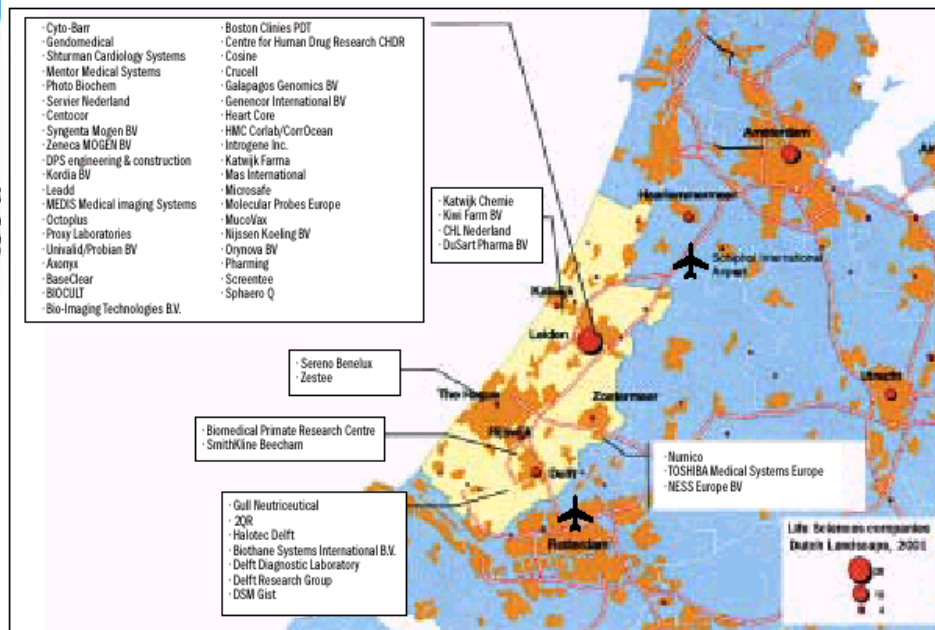 · Cyto-Barr
· Gendomedical
· Shturman Cardiology Systems
· Mentor Medical Systems
· Photo Biochem
· Servier Nederland
· Centocor
· Syngenta Mogen BV
· Zeneca MOGEN BV
· DPS engineering & construction
· Kordia BV
· Leadd
· MEDIS Medical imaging Systems
· Octoplus
· Proxy Laboratories
· Univalid/Probian BV
· Axonyx
· BaseClear
· BIOCULT
· Bio-Imaging Technologies B.V.
· Boston Clinies PDT
· Centre for Human Drug Research CHDR
· Cosine
· Crucell
· Galapagos Genomics BV
· Genencor International BV
· Heart Core
· HMC Corlab/CorrOcean
· Introgene Inc.
· Katwijk Farma
· Mas International
· Microsafe
· Molecular Probes Europe
· MucoVax
· Nijssen Koeling BV
· Orynova BV
· Pharming
· Screentee
· Sphaero Q
· Katwijk Chemie
· Kiwi Farm BV
· CHL Nederland
· DuSart Pharma BV
Amsterdam
Haarlemmermeer
Schiphol International
Airport
Katwijk
Leiden
Utrecht
· Sereno Benelux
· Zestee
The Hague
Zoetermeer
Rijswijk
· Biomedical Primate Research Centre
· SmithKline Beecham
Delft
· Numico
· TOSHIBA Medical Systems Europe
· NESS Europe BV
· Gull Neutriceutical
· 2QR
· Halotec Delft
· Biothane Systems International B.V.
· Delft Diagnostic Laboratory
· Delft Research Group
· DSM Gist
Rotterdam
Life Sciences companies
Dutch Landscape, 2001